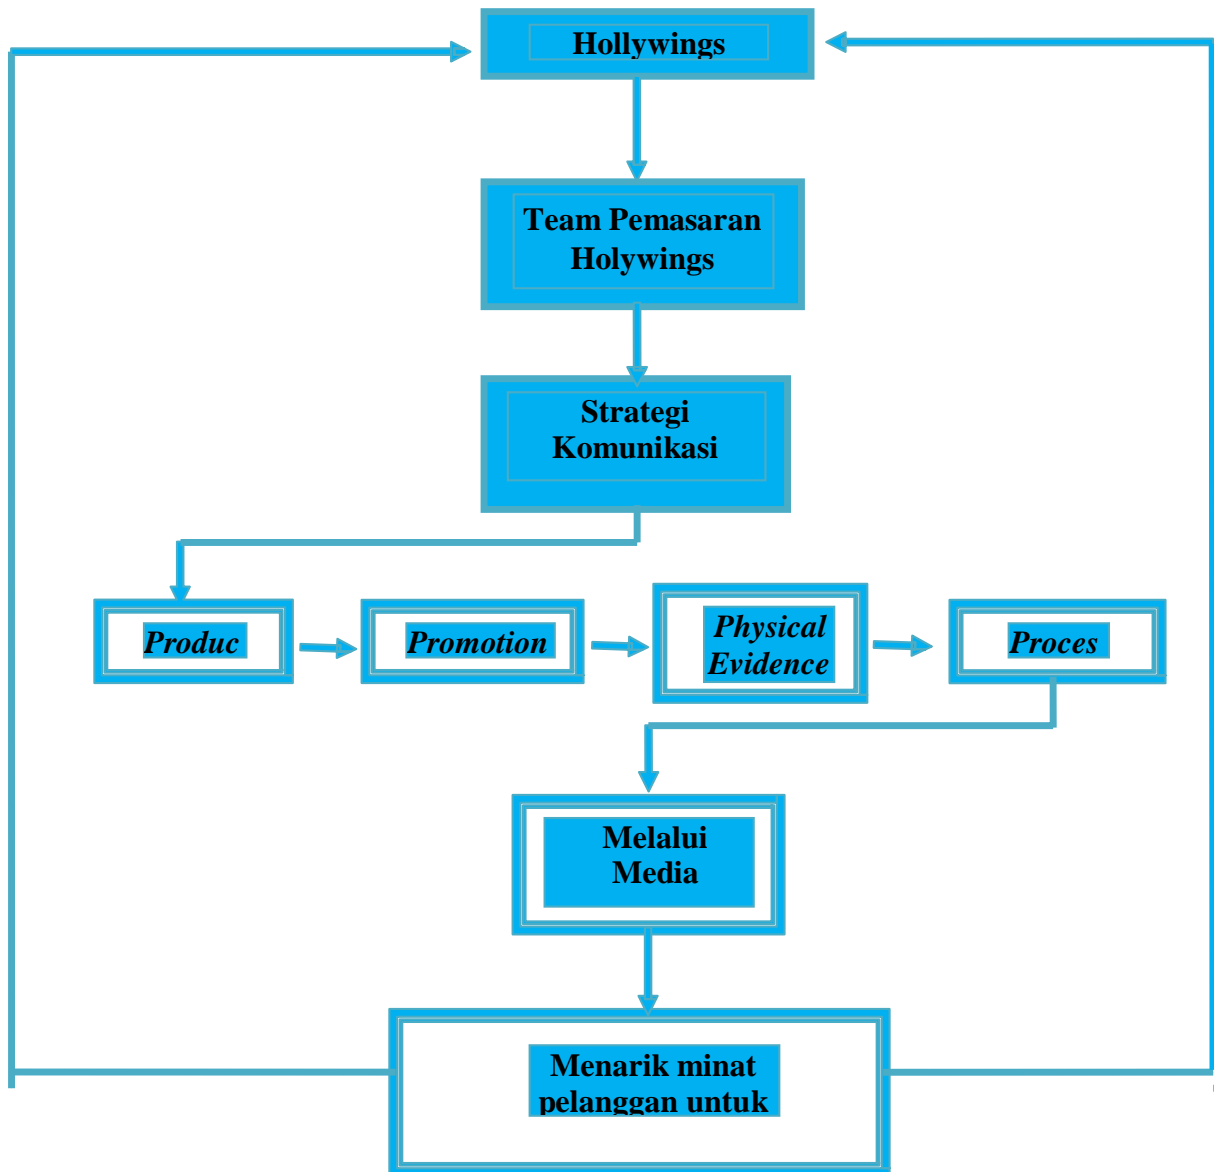 Hollywings
Team Pemasaran
Holywings
Strategi
Komunikasi
Produc
Promotion
Physical
Evidence
Proces
Melalui
Media
Menarik minat
pelanggan untuk